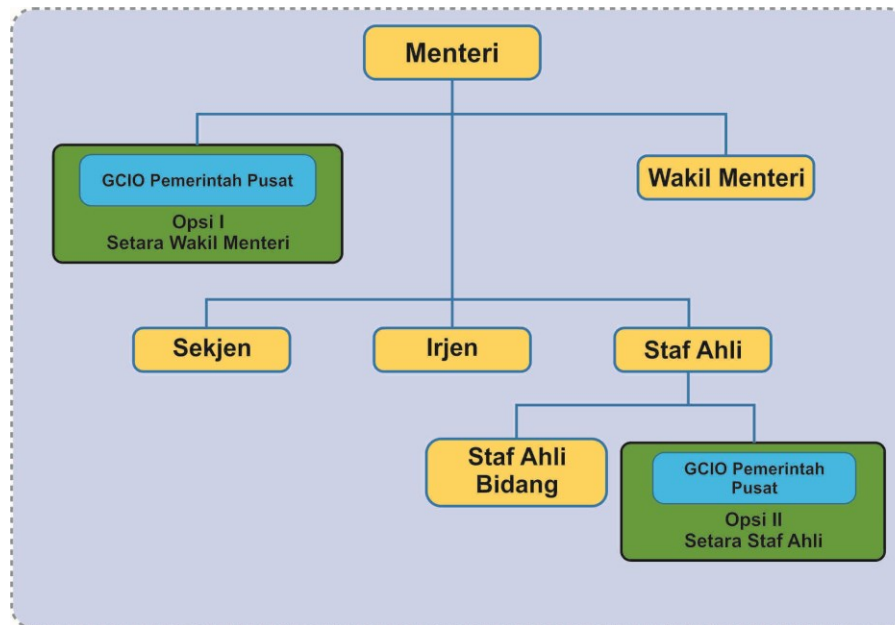 Menteri
GCIO Pemerintah Pusat
Opsi I
Setara Wakil Menteri
Wakil Menteri
Sekjen
Irjen
Staf Ahli
Staf Ahli
Bidang
GCIO Pemerintah
Pusat
Opsi II
Setara Staf Ahli